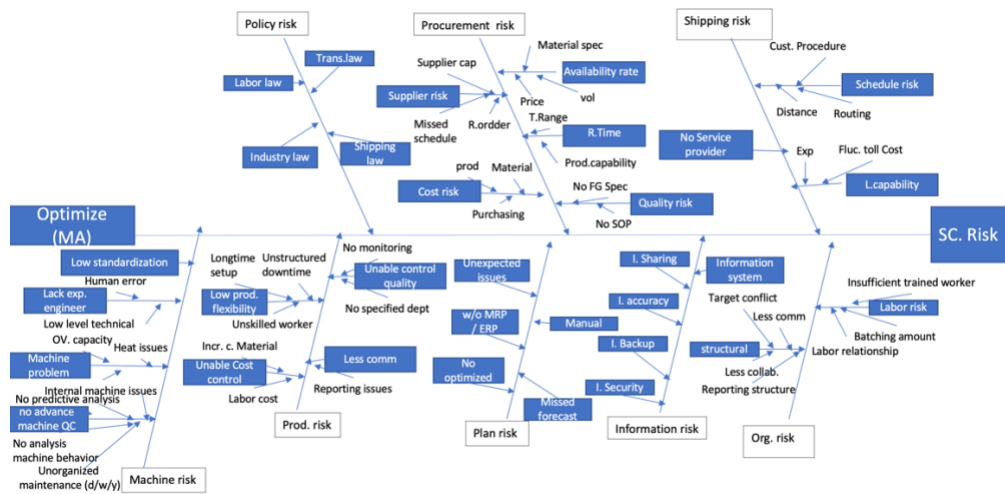 Policy risk
Procurement risk
Shipping risk
Trans.law
Labor law
Industry law
Shipping
law
Supplier cap
Material spec
Supplier risk
Availability rate
Price
vol
Missed
schedule
R.ordder
T.Range
R.Time
Prod.capability
prod
Material
Cost risk
Purchasing
No FG Spec
Quality risk
No SOP
Cust. Procedure
Schedule risk
Distance
Routing
No Service
provider
Exp
Fluc. toll Cost
L.capability
Optimize
(MA)
SC. Risk
Low standardization
Human error
Lack exp.
engineer
Low level technical
OV. capacity
Heat issues
Machine
problem
Internal machine issues
No predictive analysis
no advance
machine QC
No analysis
machine behavior
Unorganized
maintenance (d/w/y)
Machine risk
No monitoring
Longtime
setup
Unstructured
downtime
Unable control
quality
Low prod.
flexibility
No specified dept
Unskilled worker
Incr. c. Material
Unable Cost
control
Less comm
Labor cost
Reporting issues
Prod. risk
Unexpected
issues
w/o MRP
/ ERP
Manual
No
optimized
Missed
forecast
Plan risk
I. Sharing
Information
system
I. accuracy
I. Backup
I. Security
Information risk
Target conflict
Less comm
structural
Less collab.
Reporting structure
Insufficient trained worker
Labor risk
Batching amount
Labor relationship
Org. risk